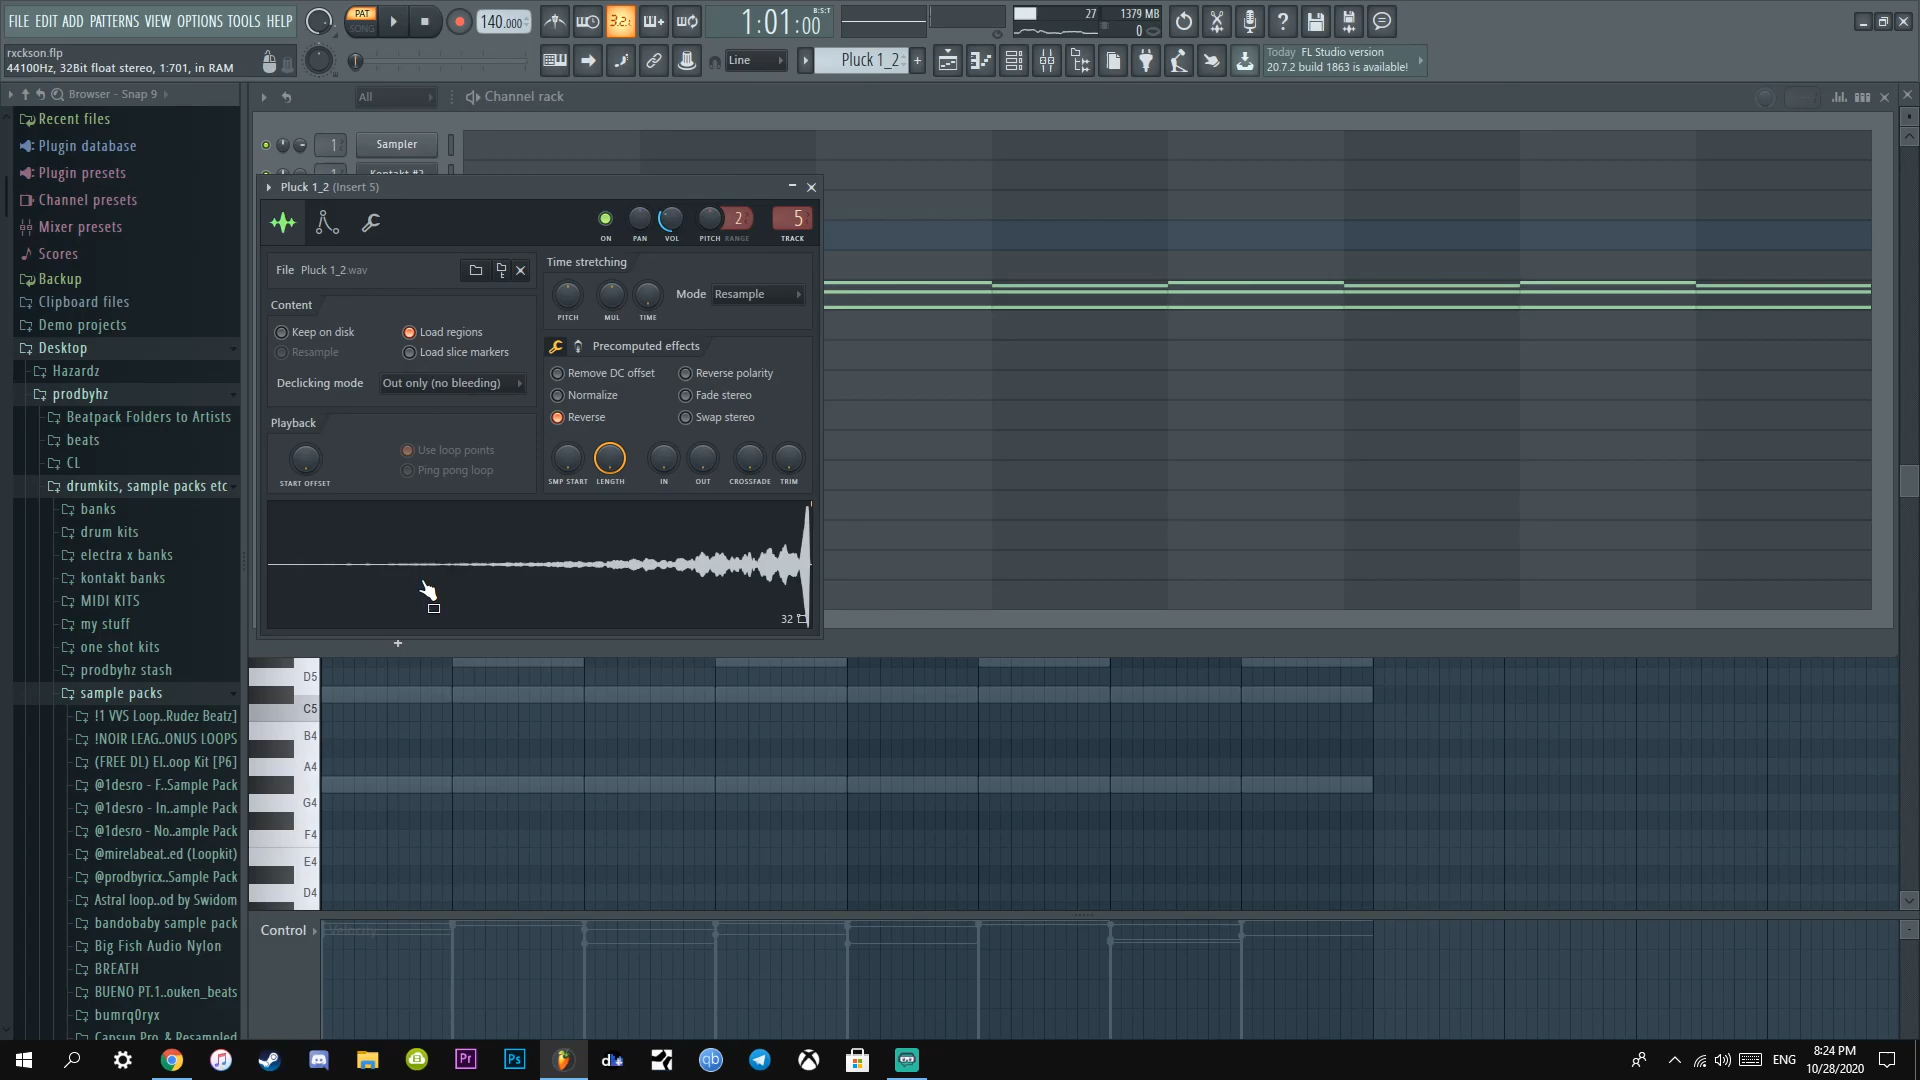 FILE EDIT ADD PATTERNS VIEW OPTIONS TOOLS HELP
rxckson.flp
44100Hz, 32Bit float stereo, 1:701, in RAM
PAT
SONG
140.000
3.2:
1:01:00
B:S:T
27
1379 MB
0
Line
Pluck 1_2
Today FL Studio version
20.7.2 build 1863 is available!
Browser - Snap 9
All
Channel rack
Recent files
Plugin database
Plugin presets
Channel presets
Mixer presets
Scores
Backup
Clipboard files
Demo projects
Desktop
Hazardz
prodbyhz
Beatpack Folders to Artists
beats
CL
drumkits, sample packs etc
banks
drum kits
electra x banks
kontakt banks
MIDI KITS
my stuff
one shot kits
prodbyhz stash
sample packs
!1 VVS Loop..Rudez Beatz]
!NOIR LEAG..ONUS LOOPS
(FREE DL) El..oop Kit [P6]
@1desro - F..Sample Pack
@1desro - In..ample Pack
@1desro - No..ample Pack
@mirelabeat..ed (Loopkit)
@prodbyricx..Sample Pack
Astral loop..od by Swidom
bandobaby sample pack
Big Fish Audio Nylon
BREATH
BUENO PT.1..ouken_beats
bumrq0ryx
Capsun Pro & Resampled
1
Sampler
1
Kontakt #2
Pluck 1_2 (Insert 5)
2
5
ON
PAN
VOL
PITCH
RANGE
TRACK
File Pluck 1_2.wav
Content
Keep on disk
Load regions
Resample
Load slice markers
Declicking mode
Out only (no bleeding)
Playback
Use loop points
Ping pong loop
START OFFSET
Time stretching
PITCH
MUL
TIME
Mode
Resample
Precomputed effects
Remove DC offset
Reverse polarity
Normalize
Fade stereo
Reverse
Swap stereo
SMP START
LENGTH
IN
OUT
CROSSFADE
TRIM
32
D5
C5
B4
A4
G4
F4
E4
D4
Control
Velocity
Pr
Ps
qb
ENG
8:24 PM
10/28/2020